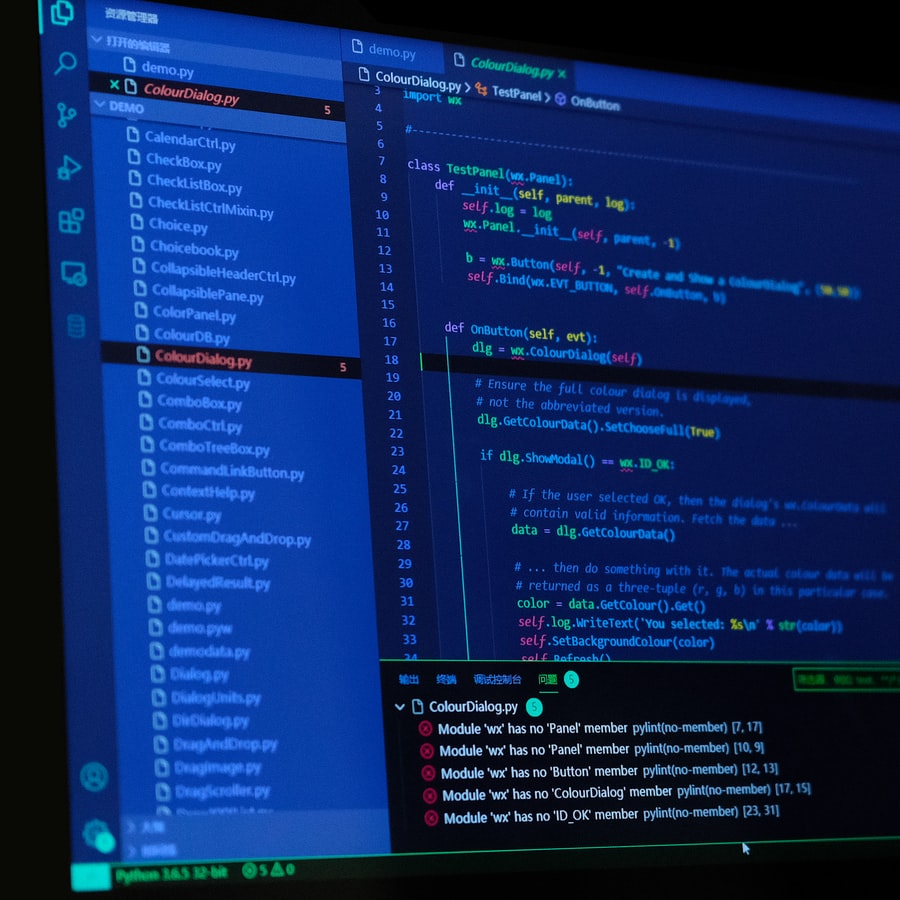 资源管理器
打开的编辑器
demo.py
ColourDialog.py 5
DEMO
CalendarCtrl.py
CheckBox.py
CheckListBox.py
CheckListCtrlMixin.py
Choice.py
Choicebook.py
CollapsibleHeaderCtrl.py
CollapsiblePane.py
ColorPanel.py
ColourDB.py
ColourDialog.py 5
ColourSelect.py
ComboBox.py
ComboCtrl.py
ComboTreeBox.py
CommandLinkButton.py
ContextHelp.py
Cursor.py
CustomDragAndDrop.py
DatePickerCtrl.py
DelayedResult.py
demo.py
demo.pyw
demodata.py
Dialog.py
DialogUnits.py
DirDialog.py
DragAndDrop.py
DragImage.py
DragScroller.py
大纲
demo.py ColourDialog.py ×
ColourDialog.py > TestPanel > OnButton
3 import wx
4
5 #---------------------------------------------------------------------------
6
7 class TestPanel(wx.Panel):
8 def __init__(self, parent, log):
9 self.log = log
10 wx.Panel.__init__(self, parent, -1)
11
12 b = wx.Button(self, -1, "Create and Show a ColourDialog", (50,50))
13 self.Bind(wx.EVT_BUTTON, self.OnButton, b)
14
15
16 def OnButton(self, evt):
17 dlg = wx.ColourDialog(self)
18
19 # Ensure the full colour dialog is displayed,
20 # not the abbreviated version.
21 dlg.GetColourData().SetChooseFull(True)
22
23 if dlg.ShowModal() == wx.ID_OK:
24
25 # If the user selected OK, then the dialog's wx.ColourData will
26 # contain valid information. Fetch the data ...
27 data = dlg.GetColourData()
28
29 # ... then do something with it. The actual colour data will be
30 # returned as a three-tuple (r, g, b) in this particular case.
31 color = data.GetColour().Get()
32 self.log.WriteText('You selected: %s\n' % str(color))
33 self.SetBackgroundColour(color)
34 self.Refresh()
输出 终端 调试控制台 问题 5
ColourDialog.py 5
Module 'wx' has no 'Panel' member pylint(no-member) [7, 17]
Module 'wx' has no 'Panel' member pylint(no-member) [10, 9]
Module 'wx' has no 'Button' member pylint(no-member) [12, 13]
Module 'wx' has no 'ColourDialog' member pylint(no-member) [17, 15]
Module 'wx' has no 'ID_OK' member pylint(no-member) [23, 31]
Python 3.6.5 32-bit 5 0